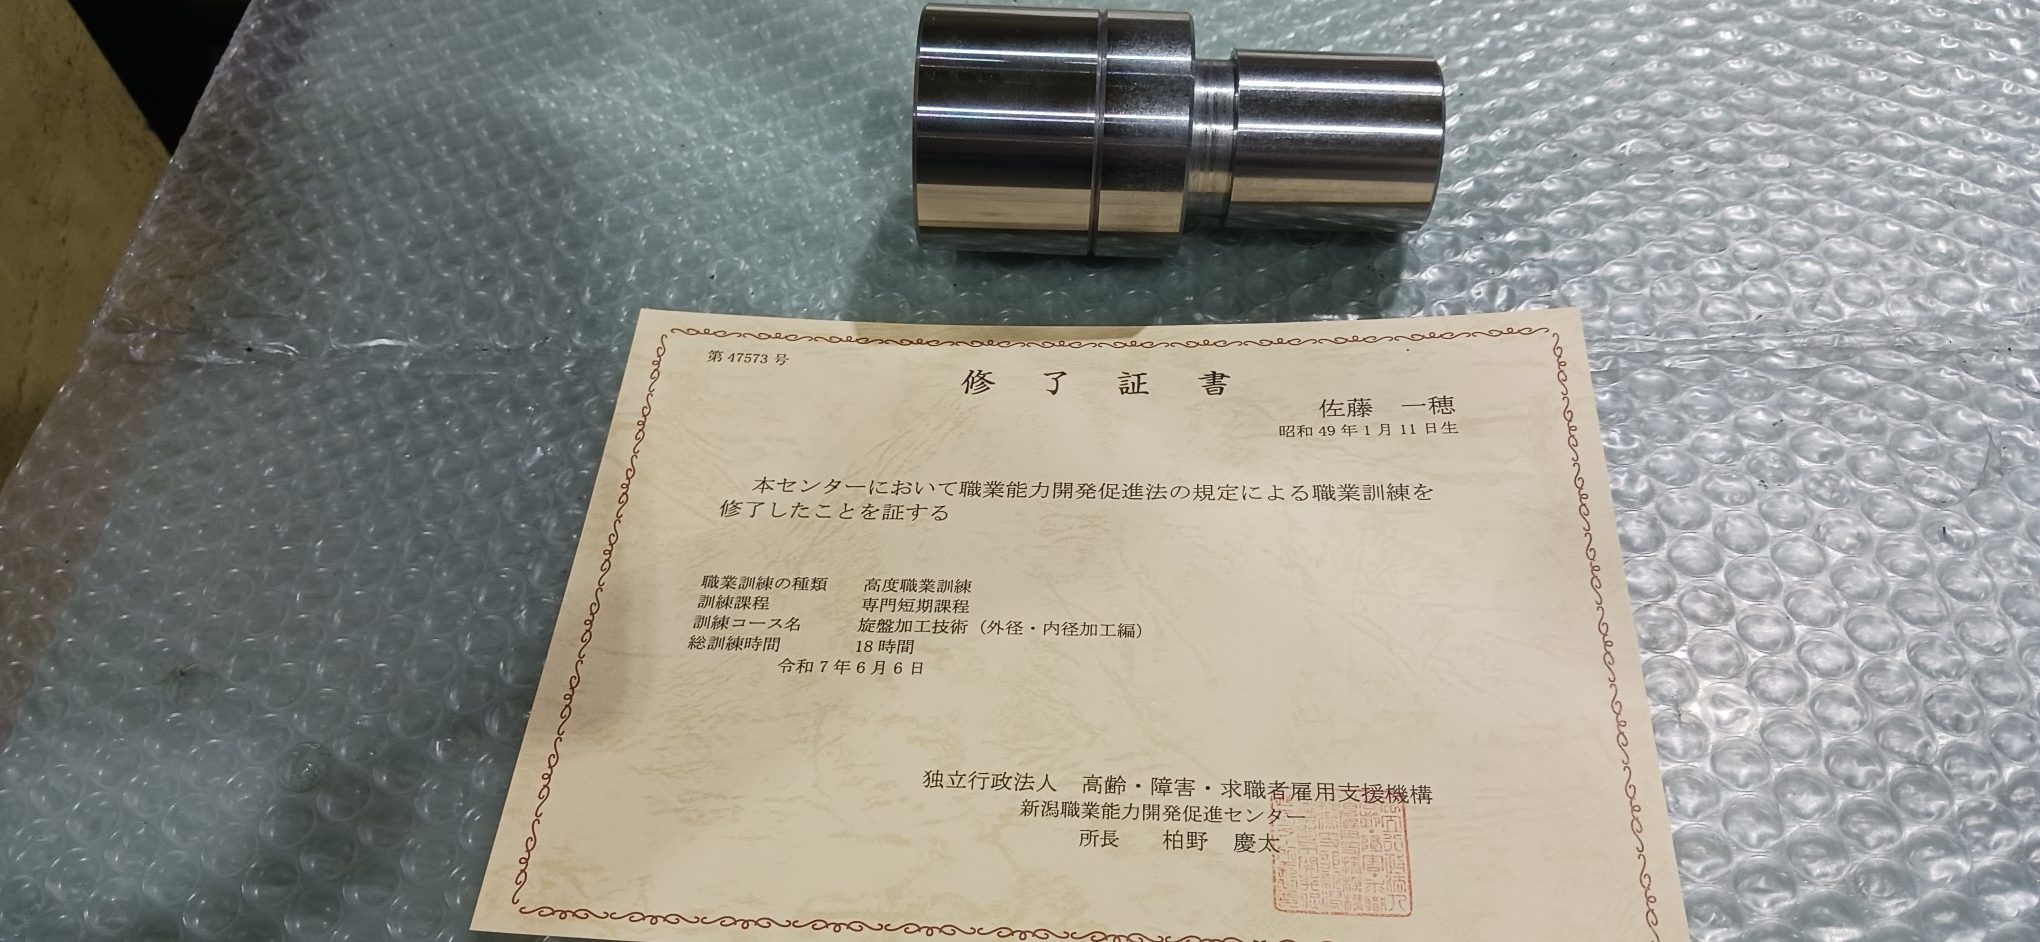 第 47573 号
修了証書
佐藤 一穂
昭和 49 年 1 月 11 日生
本センターにおいて職業能力開発促進法の規定による職業訓練を
修了したことを証する
職業訓練の種類 高度職業訓練
訓練課程 専門短期課程
訓練コース名 旋盤加工技術（外径・内径加工編）
総訓練時間 18 時間
令和 7 年 6 月 6 日
独立行政法人 高齢・障害・求職者雇用支援機構
新潟職業能力開発促進センター
所長 柏野 慶太